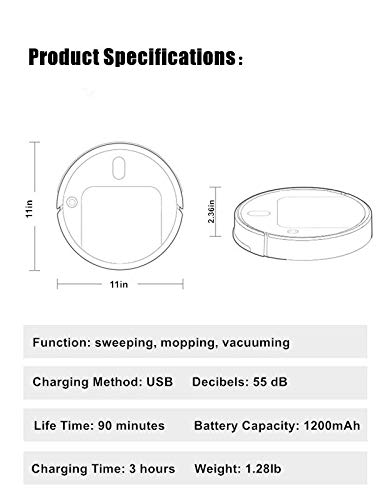 Product Specifications：
11in
11in
2.36in
Function: sweeping, mopping, vacuuming
Charging Method: USB Decibels: 55 dB
Life Time: 90 minutes Battery Capacity: 1200mAh
Charging Time: 3 hours Weight: 1.28lb